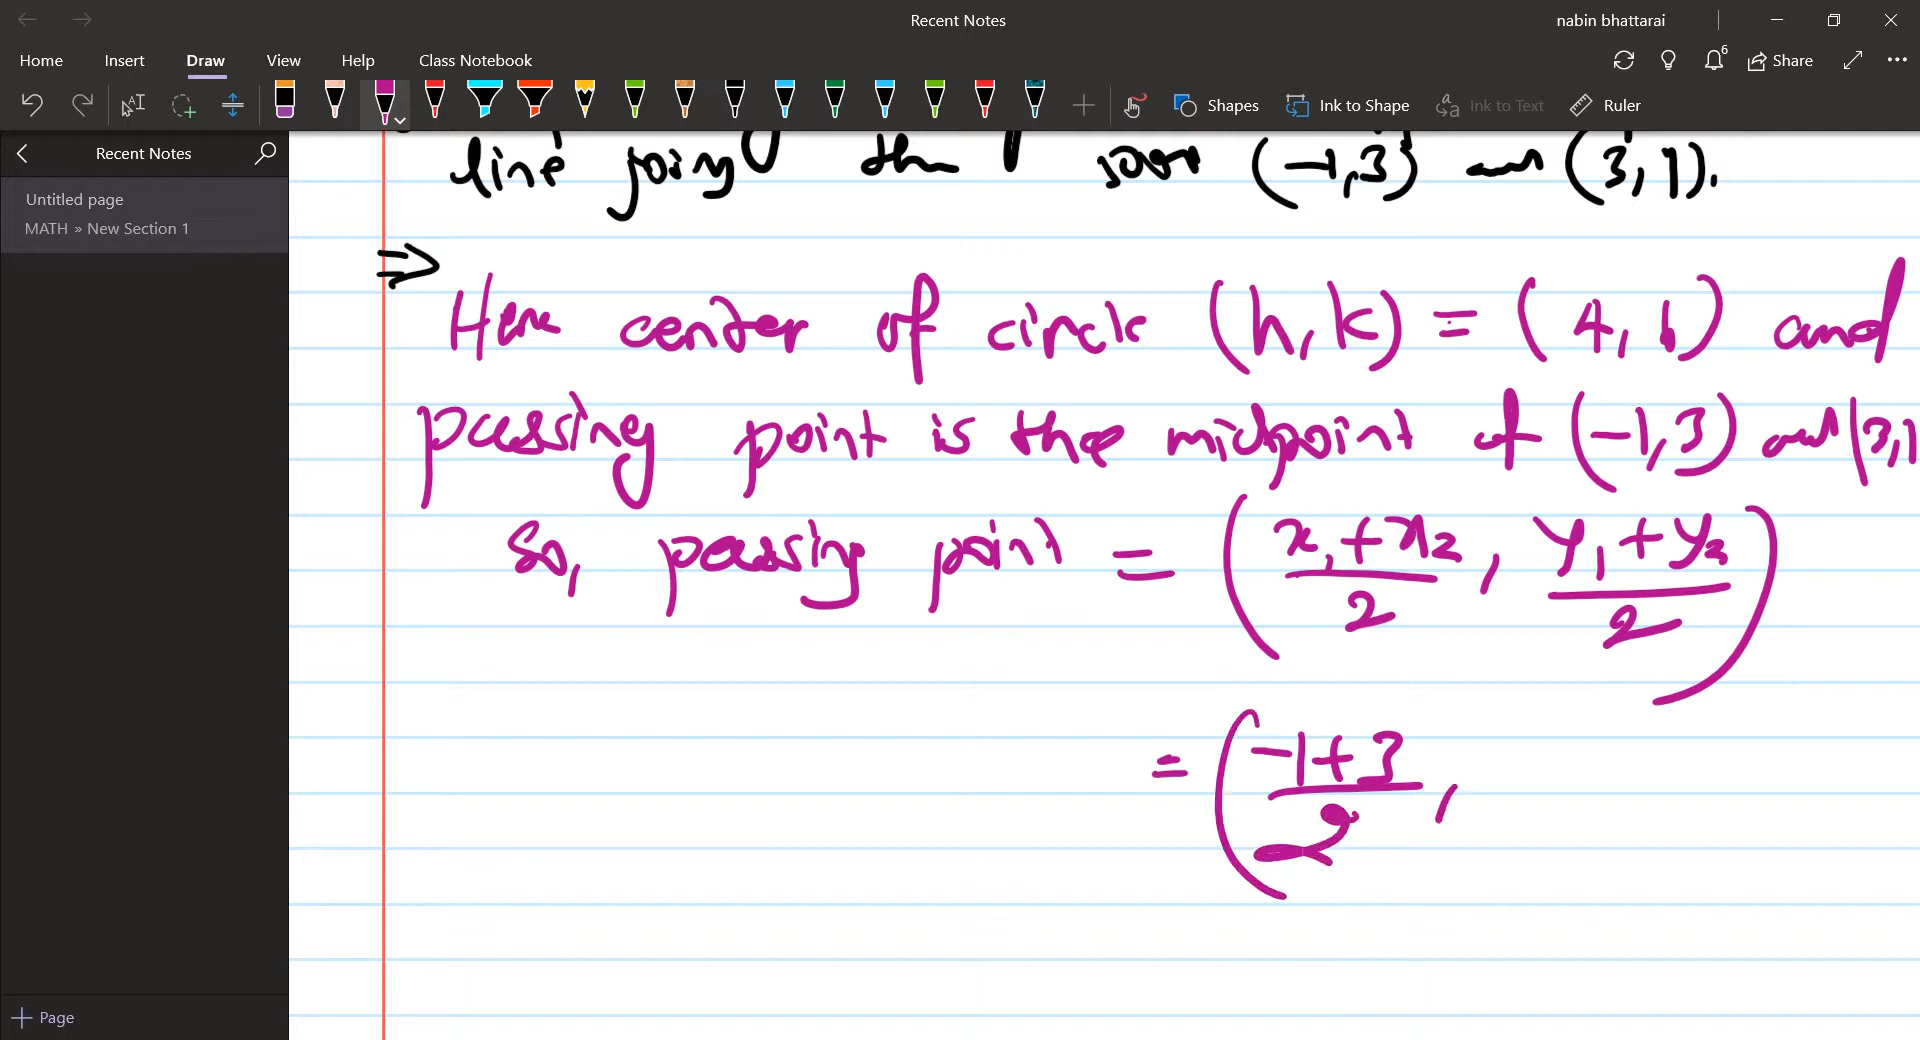 Recent Notes
nabin bhattarai
Home Insert Draw View Help Class Notebook
6
Share
Shapes Ink to Shape Ink to Text Ruler
Recent Notes
Untitled page
MATH » New Section 1
Page
line joing the (-1,3) and (3,1).
⇒
Here center of circle (h,k) = (4,6) and
passing point is the midpoint of (-1,3) and (3,1
So, passing point = (x₁+x₂/2, y₁+y₂/2)
= (-1+3/2,